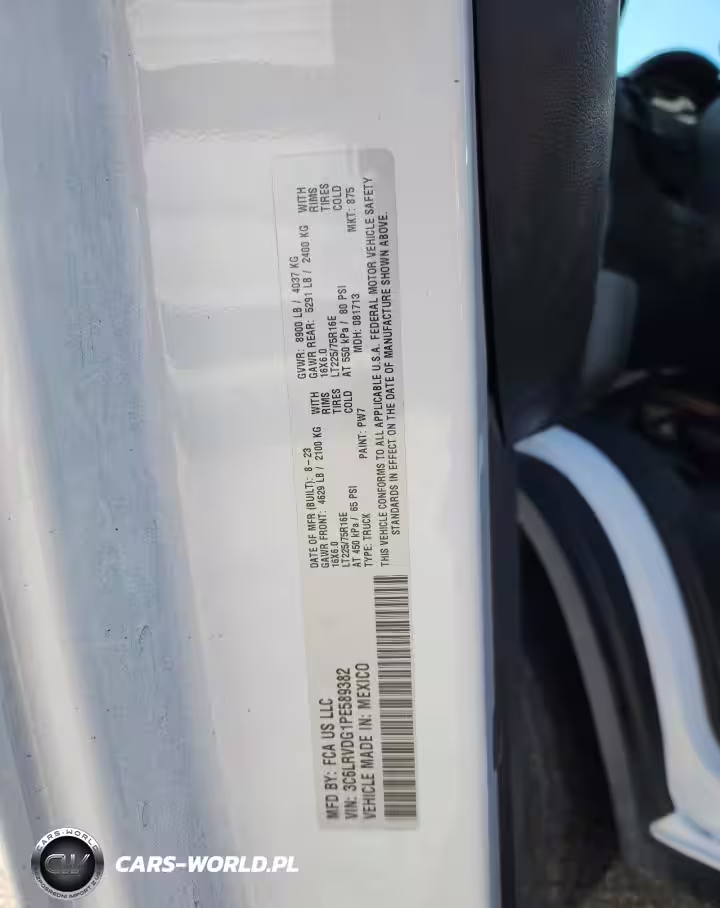 MFD BY: FCA US LLC
VIN: 3C6LRVDG1PE589382
VEHICLE MADE IN: MEXICO
DATE OF MFR (BUILT): 8-23 GVWR: 8900 LB / 4037 KG
GAWR FRONT: 4629 LB / 2100 KG WITH GAWR REAR: 5291 LB / 2400 KG WITH
16X6.0 RIMS 16X6.0 RIMS
LT225/75R16E TIRES LT225/75R16E TIRES
AT 450 kPa / 65 PSI COLD AT 550 kPa / 80 PSI COLD
TYPE: TRUCK PAINT: PW7 MDH: 081713 MKT: 875
THIS VEHICLE CONFORMS TO ALL APPLICABLE U.S.A. FEDERAL MOTOR VEHICLE SAFETY
STANDARDS IN EFFECT ON THE DATE OF MANUFACTURE SHOWN ABOVE.
CARS-WORLD
CW
CARS-WORLD.PL